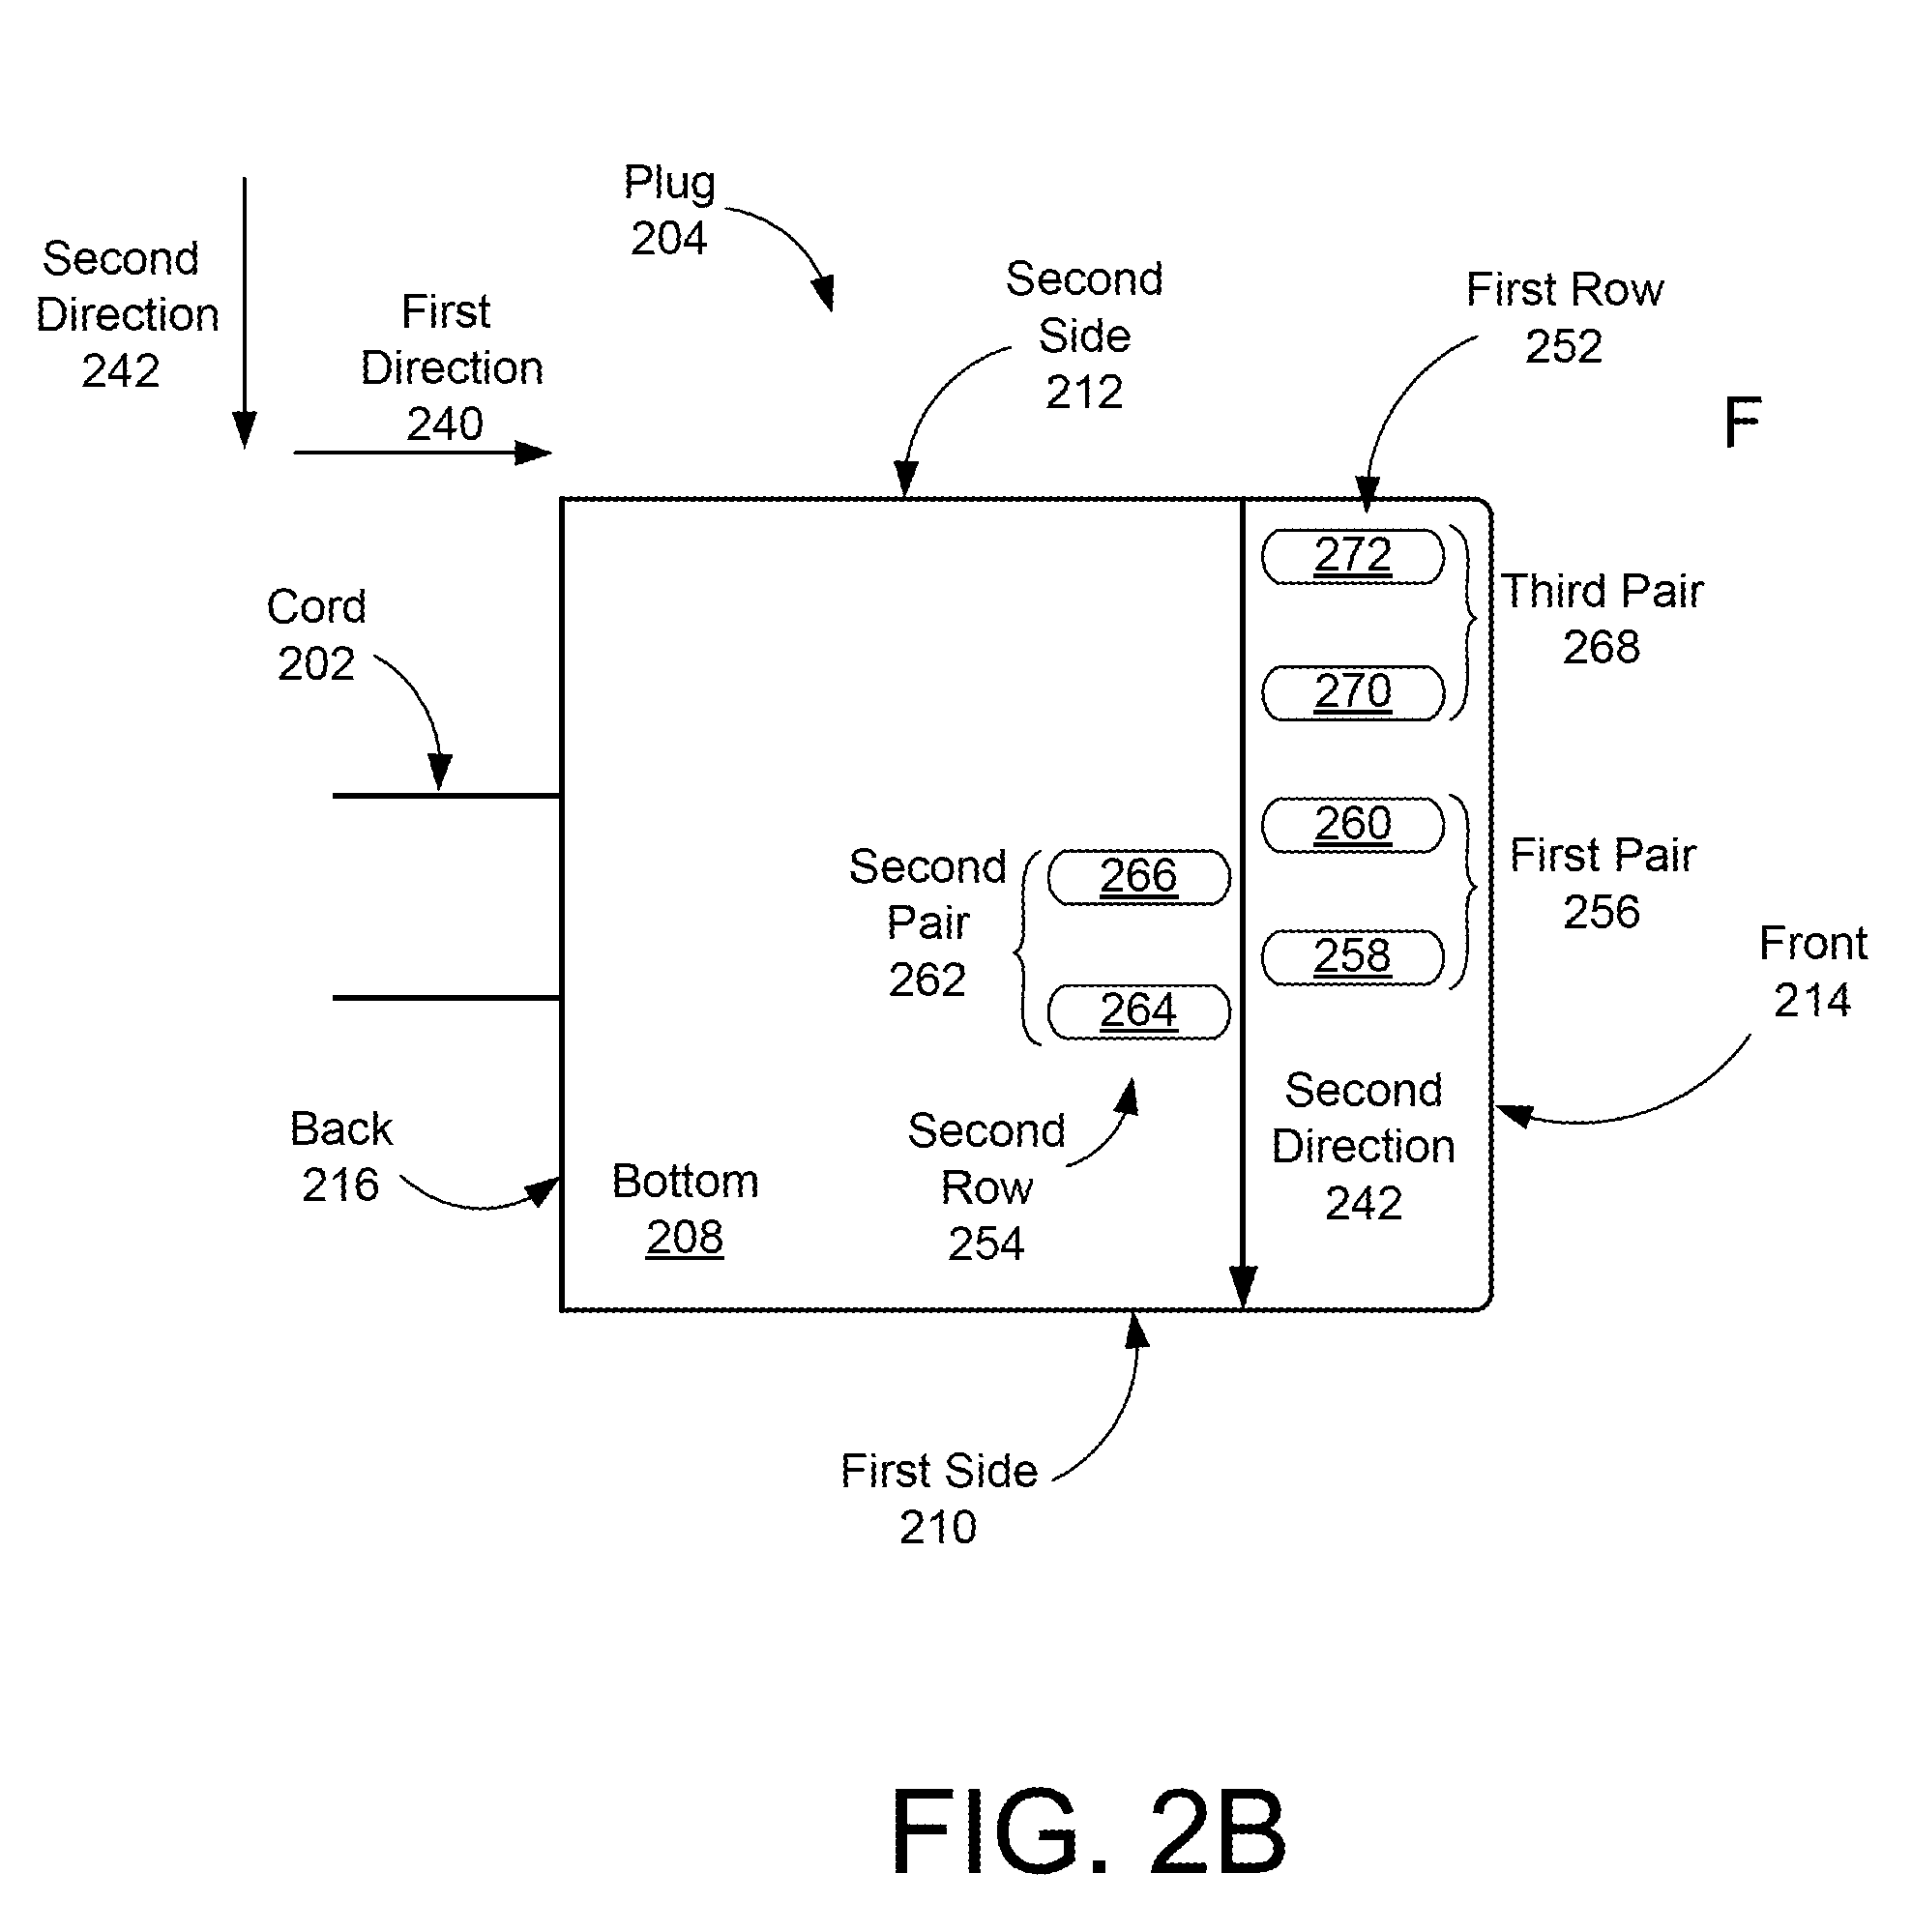 Plug
204
Second
Direction
242
First
Direction
240
Second
Side
212
First Row
252
F
272
270
Third Pair
268
Cord
202
260
258
First Pair
256
Second
Pair
262
266
264
Front
214
Second
Direction
242
Back
216
Bottom
208
Second
Row
254
First Side
210
FIG. 2B